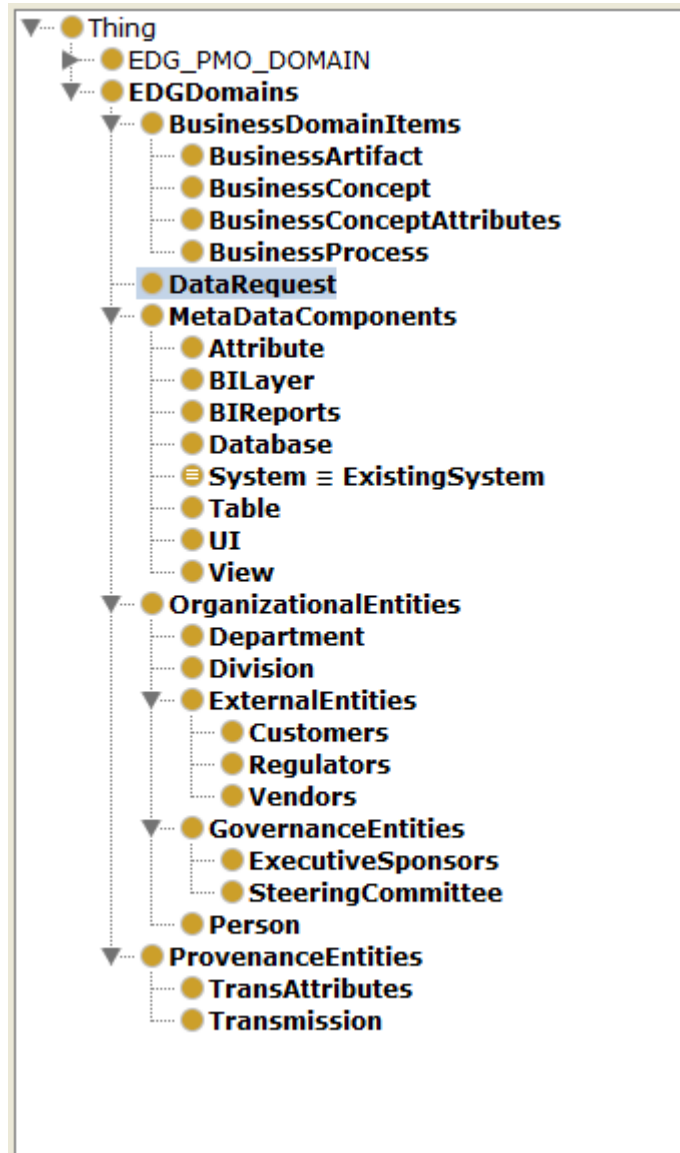 Thing
EDG_PMO_DOMAIN
EDGDomains
BusinessDomainItems
BusinessArtifact
BusinessConcept
BusinessConceptAttributes
BusinessProcess
DataRequest
MetaDataComponents
Attribute
BILayer
BIReports
Database
System ≡ ExistingSystem
Table
UI
View
OrganizationalEntities
Department
Division
ExternalEntities
Customers
Regulators
Vendors
GovernanceEntities
ExecutiveSponsors
SteeringCommittee
Person
ProvenanceEntities
TransAttributes
Transmission